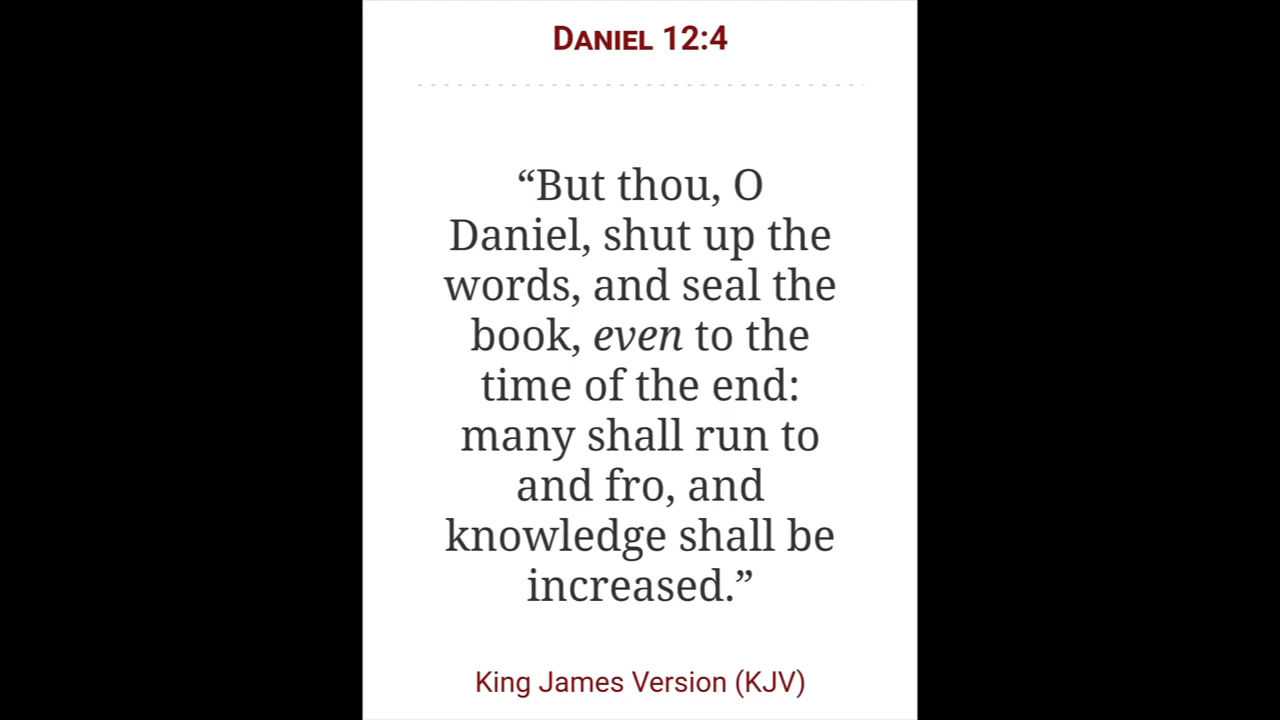 Daniel 12:4
“But thou, O
Daniel, shut up the
words, and seal the
book, even to the
time of the end:
many shall run to
and fro, and
knowledge shall be
increased.”
King James Version (KJV)